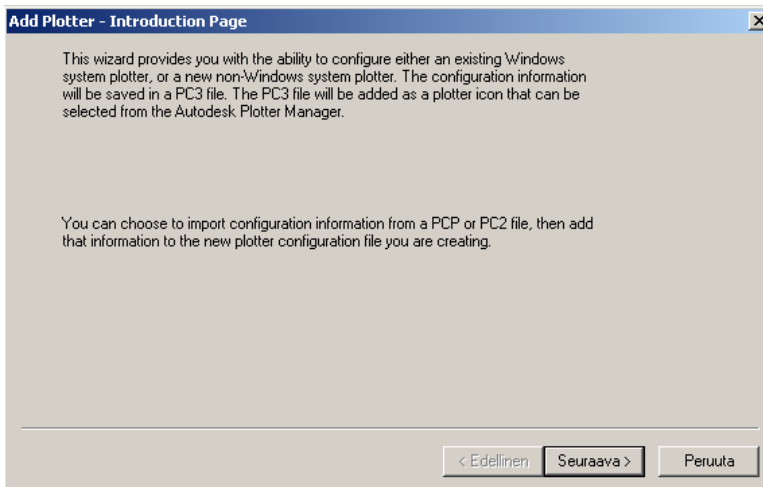 Add Plotter - Introduction Page
This wizard provides you with the ability to configure either an existing Windows
system plotter, or a new non-Windows system plotter. The configuration information
will be saved in a PC3 file. The PC3 file will be added as a plotter icon that can be
selected from the Autodesk Plotter Manager.
You can choose to import configuration information from a PCP or PC2 file, then add
that information to the new plotter configuration file you are creating.
< Edellinen Seuraava > Peruuta